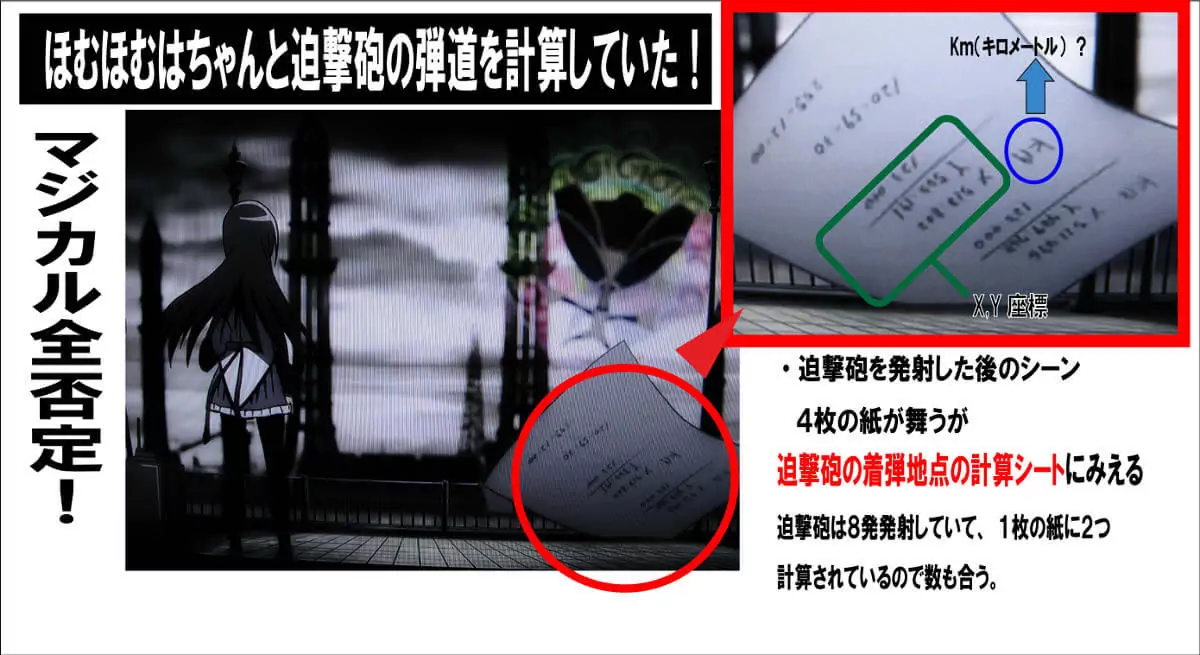 ほむほむはちゃんと迫撃砲の弾道を計算していた！
マジカル全否定！
Km（キロメートル）？
X,Y 座標
・迫撃砲を発射した後のシーン
４枚の紙が舞うが
迫撃砲の着弾地点の計算シートにみえる
迫撃砲は８発発射していて、１枚の紙に２つ
計算されているので数も合う。